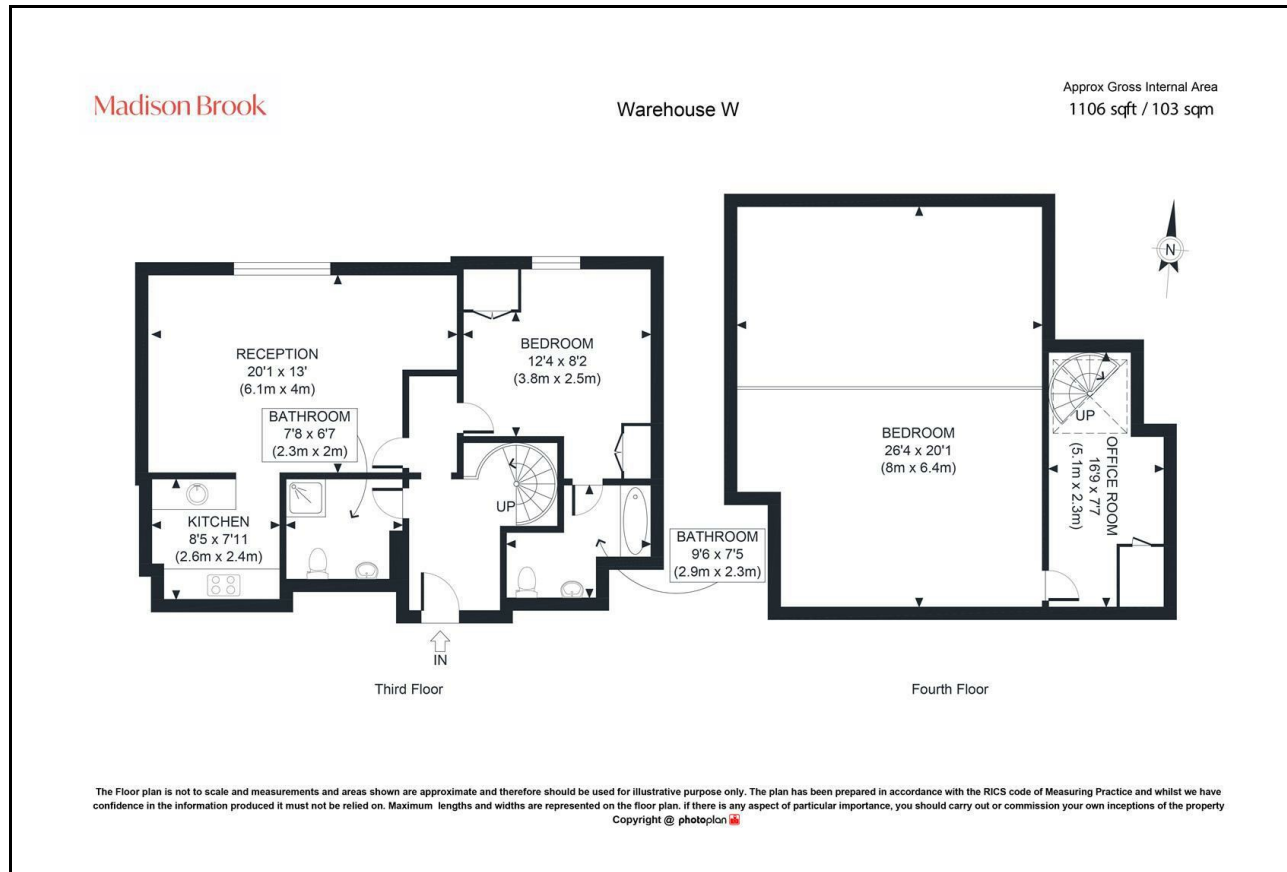 Madison Brook
Warehouse W
Approx Gross Internal Area
1106 sqft / 103 sqm
N
RECEPTION
20'1 x 13'
(6.1m x 4m)
BATHROOM
7'8 x 6'7
(2.3m x 2m)
BEDROOM
12'4 x 8'2
(3.8m x 2.5m)
KITCHEN
8'5 x 7'11
(2.6m x 2.4m)
UP
BATHROOM
9'6 x 7'5
(2.9m x 2.3m)
IN
Third Floor
BEDROOM
26'4 x 20'1
(8m x 6.4m)
UP
OFFICE ROOM
16'9 x 7'7
(5.1m x 2.3m)
Fourth Floor
The Floor plan is not to scale and measurements and areas shown are approximate and therefore should be used for illustrative purpose only. The plan has been prepared in accordance with the RICS code of Measuring Practice and whilst we have
confidence in the information produced it must not be relied on. Maximum lengths and widths are represented on the floor plan. if there is any aspect of particular importance, you should carry out or commission your own inceptions of the property
Copyright @ photoplan